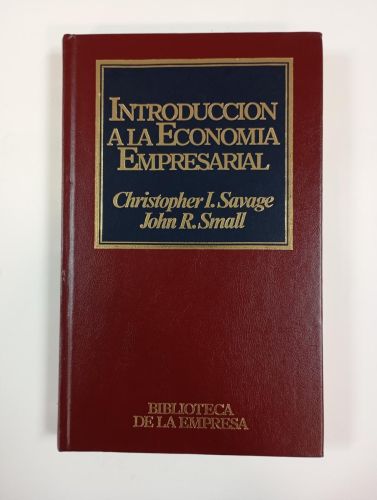 INTRODUCCION
A LA ECONOMIA
EMPRESARIAL
Christopher I. Savage
John R. Small
BIBLIOTECA
DE LA EMPRESA